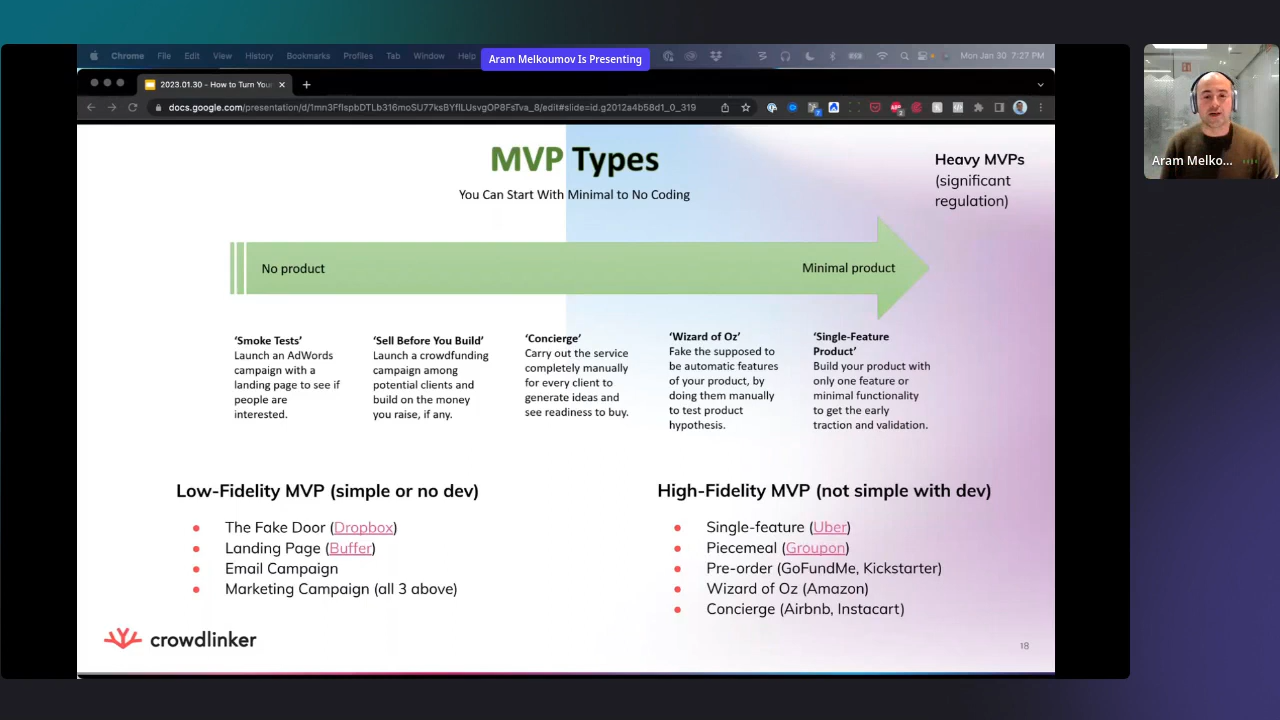 Chrome File Edit View History Bookmarks Profiles Tab Window Help
Aram Melkoumov Is Presenting
Mon Jan 30 7:27 PM
2023.01.30 - How to Turn Your
docs.google.com/presentation/d/
MVP Types
You Can Start With Minimal to No Coding
Heavy MVPs
(significant
regulation)
No product
Minimal product
‘Smoke Tests’
Launch an AdWords
campaign with a
landing page to see if
people are
interested.
‘Sell Before You Build’
Launch a crowdfunding
campaign among
potential clients and
build on the money
you raise, if any.
‘Concierge’
Carry out the service
completely manually
for every client to
generate ideas and
see readiness to buy.
‘Wizard of Oz’
Fake the supposed to
be automatic features
of your product, by
doing them manually
to test product
hypothesis.
‘Single-Feature
Product’
Build your product with
only one feature or
minimal functionality
to get the early
traction and validation.
Low-Fidelity MVP (simple or no dev)
The Fake Door (Dropbox)
Landing Page (Buffer)
Email Campaign
Marketing Campaign (all 3 above)
High-Fidelity MVP (not simple with dev)
Single-feature (Uber)
Piecemeal (Groupon)
Pre-order (GoFundMe, Kickstarter)
Wizard of Oz (Amazon)
Concierge (Airbnb, Instacart)
crowdlinker
18
Aram Melko...